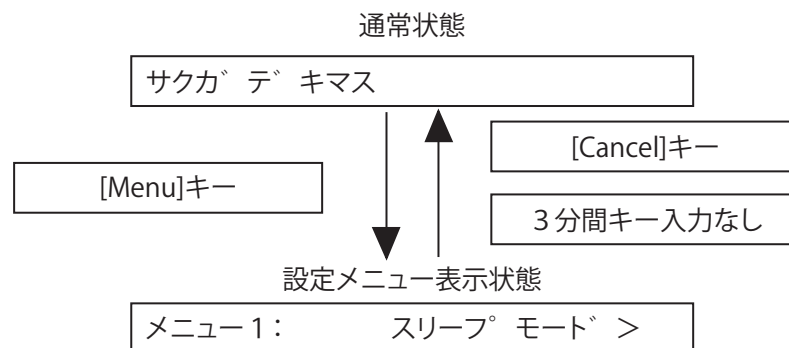 通常状態
サクガ デ キマス
[Cancel]キー
[Menu]キー
3分間キー入力なし
設定メニュー表示状態
メニュー1: スリープ モード >